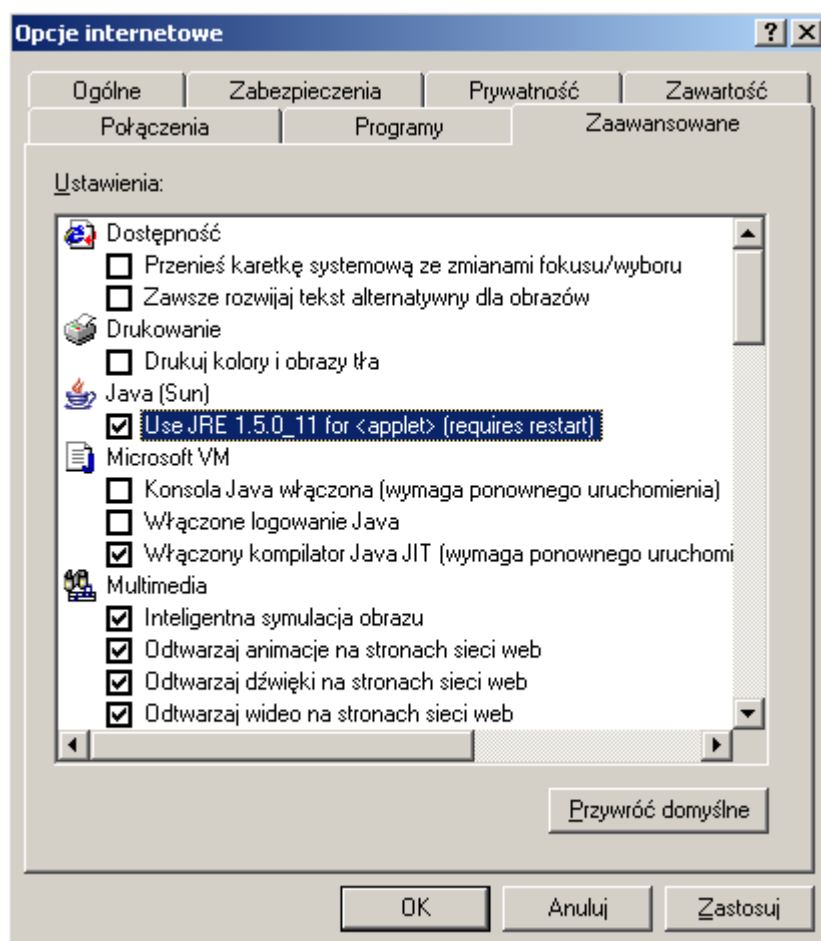 Opcje internetowe
Ogólne Zabezpieczenia Prywatność Zawartość
Połączenia Programy Zaawansowane
Ustawienia:
Dostępność
Przenieś karetkę systemową ze zmianami fokusu/wyboru
Zawsze rozwijaj tekst alternatywny dla obrazów
Drukowanie
Drukuj kolory i obrazy tła
Java (Sun)
Use JRE 1.5.0_11 for <applet> (requires restart)
Microsoft VM
Konsola Java włączona (wymaga ponownego uruchomienia)
Włączone logowanie Java
Włączony kompilator Java JIT (wymaga ponownego uruchomi
Multimedia
Inteligentna symulacja obrazu
Odtwarzaj animacje na stronach sieci web
Odtwarzaj dźwięki na stronach sieci web
Odtwarzaj wideo na stronach sieci web
Przywróć domyślne
OK Anuluj Zastosuj